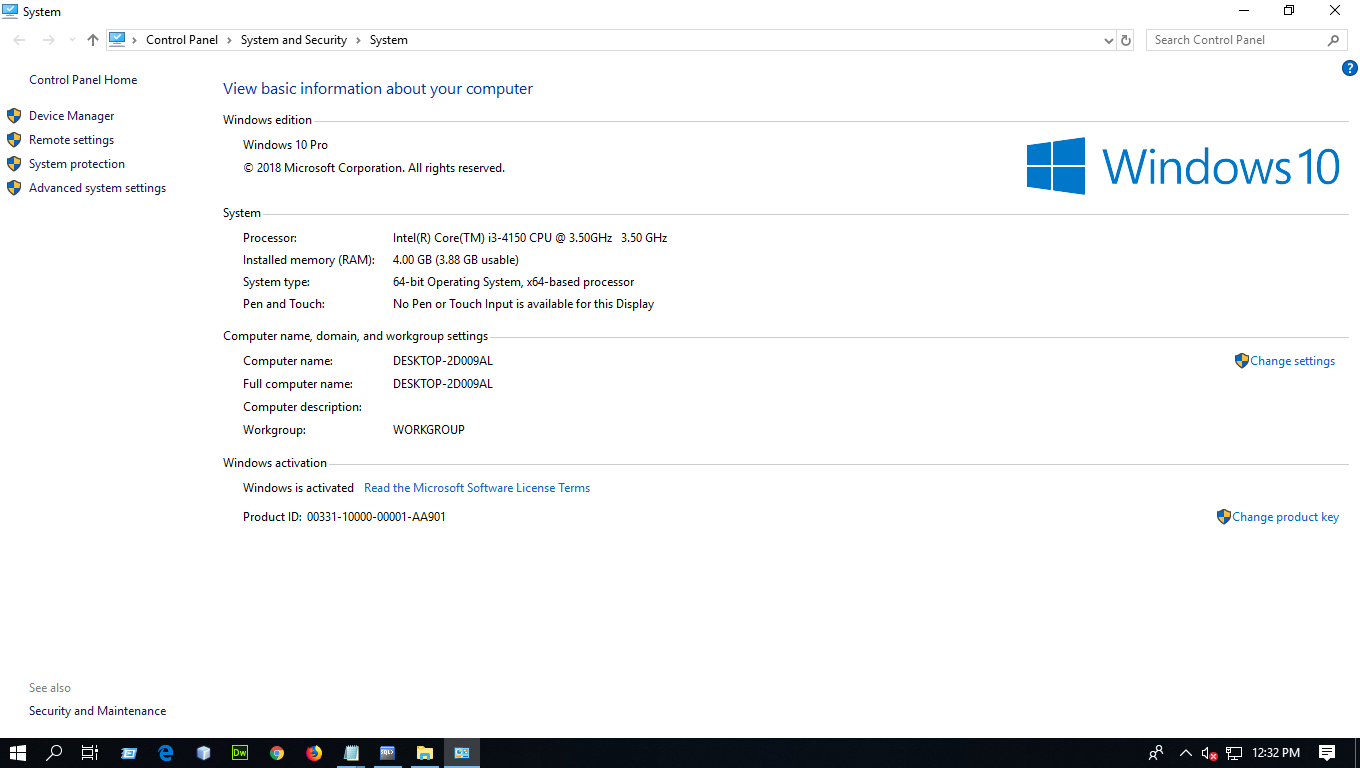 System
Control Panel > System and Security > System
Search Control Panel
?
Control Panel Home
Device Manager
Remote settings
System protection
Advanced system settings
View basic information about your computer
Windows edition
Windows 10 Pro
© 2018 Microsoft Corporation. All rights reserved.
Windows 10
System
Processor: Intel(R) Core(TM) i3-4150 CPU @ 3.50GHz 3.50 GHz
Installed memory (RAM): 4.00 GB (3.88 GB usable)
System type: 64-bit Operating System, x64-based processor
Pen and Touch: No Pen or Touch Input is available for this Display
Computer name, domain, and workgroup settings
Computer name: DESKTOP-2D009AL
Change settings
Full computer name: DESKTOP-2D009AL
Computer description:
Workgroup: WORKGROUP
Windows activation
Windows is activated Read the Microsoft Software License Terms
Product ID: 00331-10000-00001-AA901
Change product key
See also
Security and Maintenance
Dw
SQL
12:32 PM